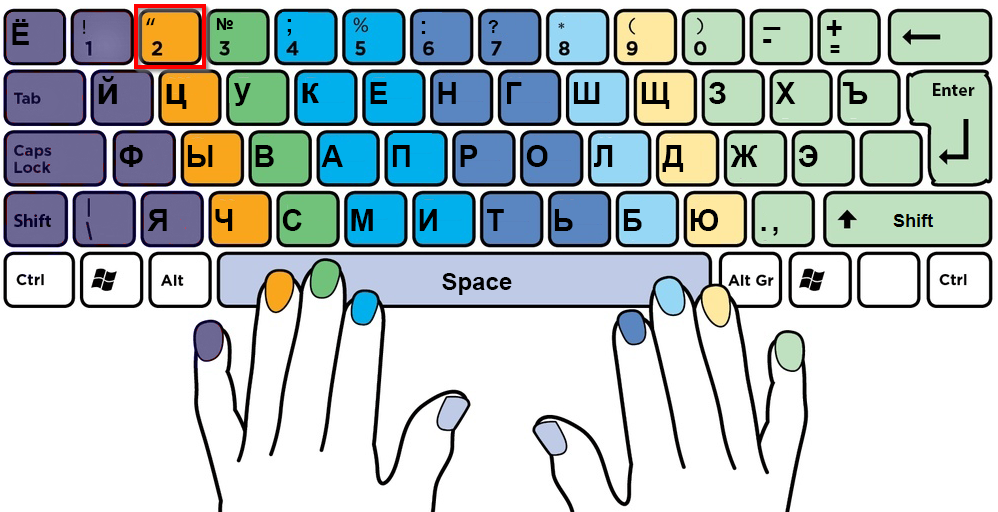 Ё ! 1 “ 2 № 3 ; 4 % 5 : 6 ? 7 * 8 ( 9 ) 0 — - + =
Tab Й Ц У К Е Н Г Ш Щ З Х Ъ Enter
Caps Lock Ф Ы В А П Р О Л Д Ж Э
Shift | \ Я Ч С М И Т Ь Б Ю . , Shift
Ctrl Alt Space Alt Gr Ctrl